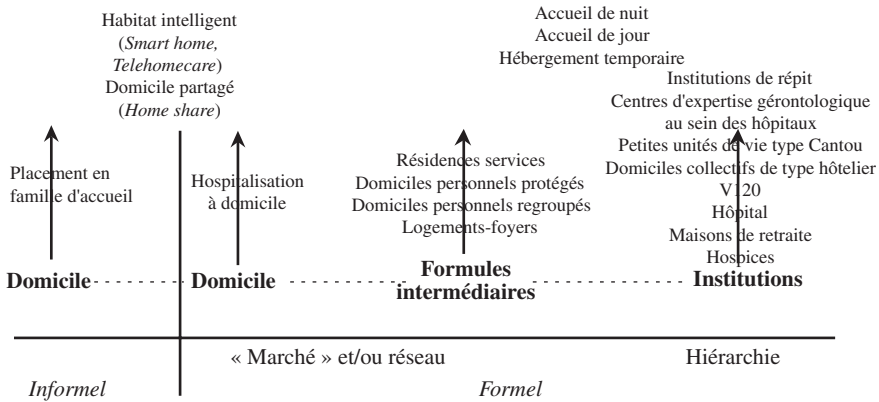 Habitat intelligent
(Smart home,
Telehomecare)
Domicile partagé
(Home share)
Accueil de nuit
Accueil de jour
Hébergement temporaire
Institutions de répit
Centres d'expertise gérontologique
au sein des hôpitaux
Petites unités de vie type Cantou
Domiciles collectifs de type hôtelier
V120
Hôpital
Maisons de retraite
Hospices
Placement en
famille d'accueil
Hospitalisation
à domicile
Résidences services
Domiciles personnels protégés
Domiciles personnels regroupés
Logements-foyers
Domicile
Domicile
Formules
intermédiaires
Institutions
« Marché » et/ou réseau
Hiérarchie
Informel
Formel